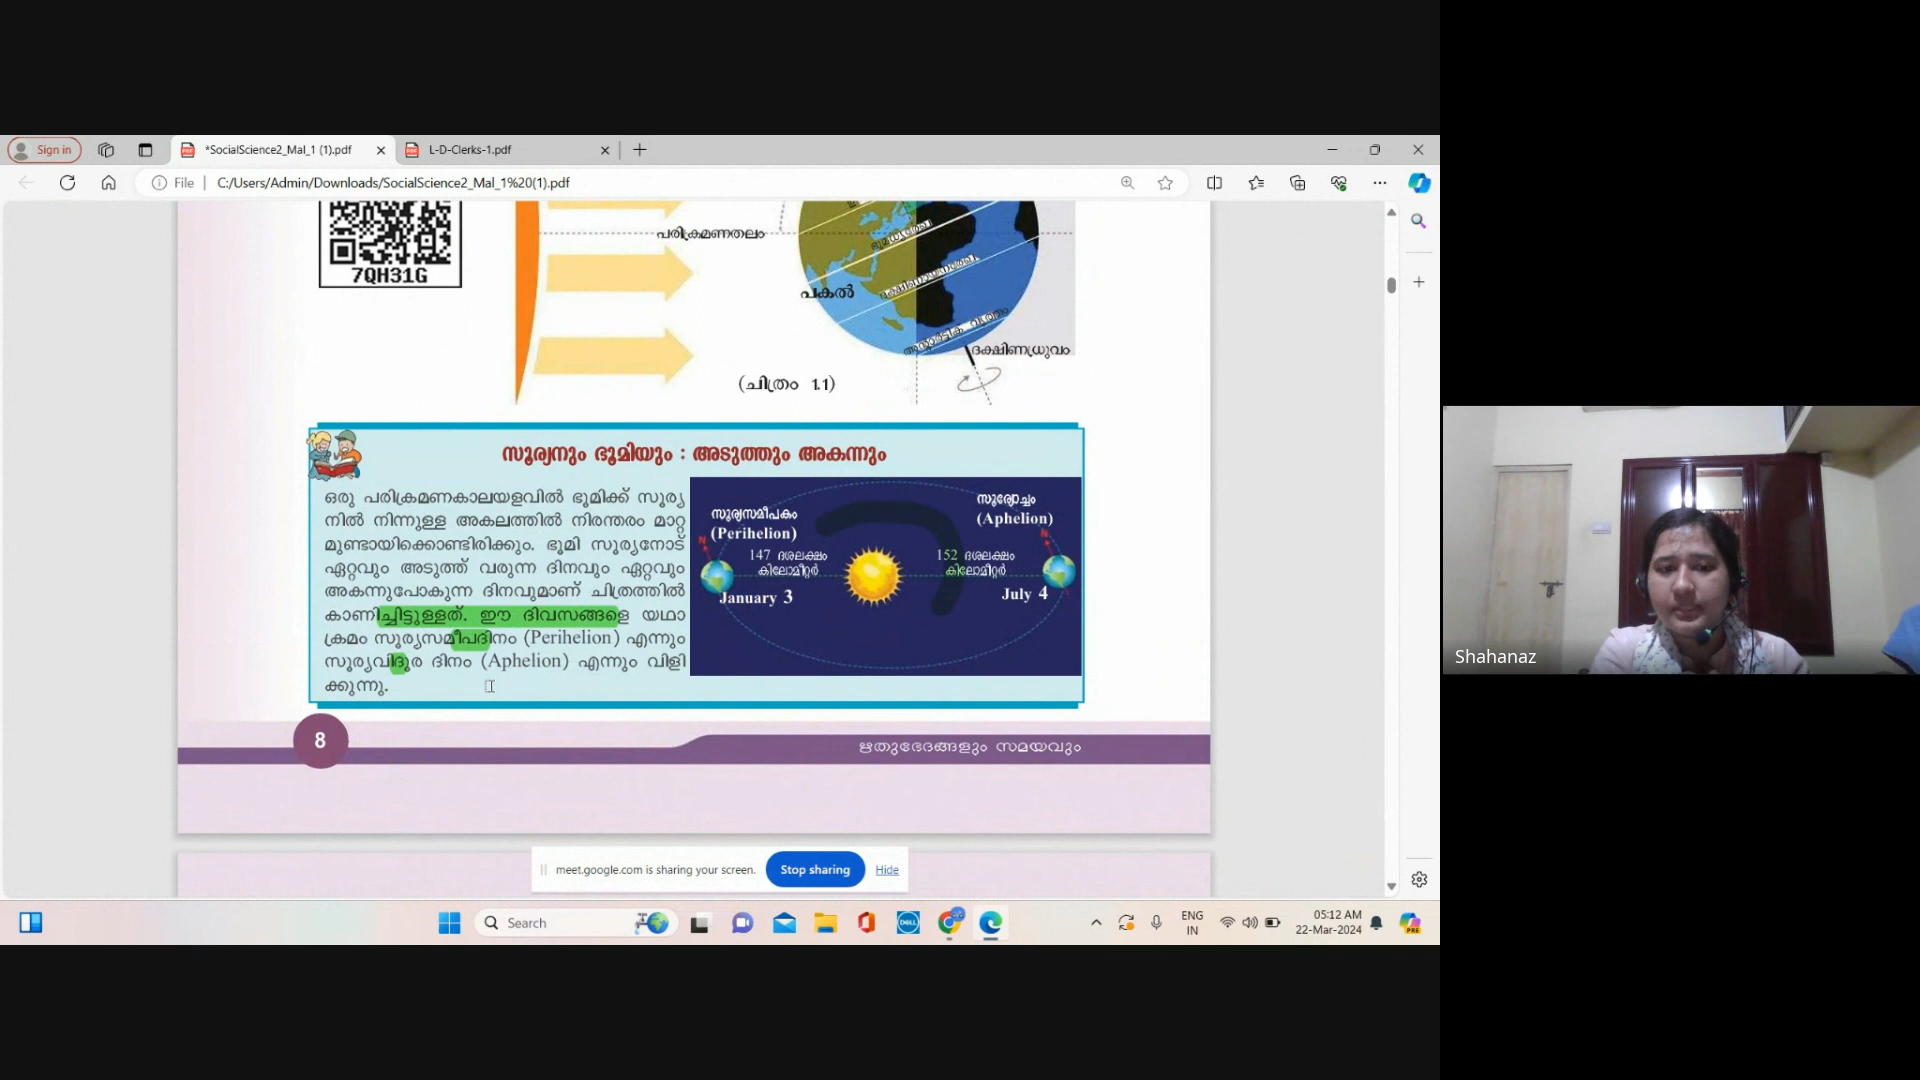 Sign in
*SocialScience2_Mal_1 (1).pdf
L-D-Clerks-1.pdf
File
C:/Users/Admin/Downloads/SocialScience2_Mal_1%20(1).pdf
7QH31G
പരിക്രമണതലം
പകൽ
ദക്ഷിണധ്രുവം
(ചിത്രം 1.1)
സൂര്യനും ഭൂമിയും : അടുത്തും അകന്നും
ഒരു പരിക്രമണകാലയളവിൽ ഭൂമിക്ക് സൂര്യ
നിൽ നിന്നുള്ള അകലത്തിൽ നിരന്തരം മാറ്റ
മുണ്ടായിക്കൊണ്ടിരിക്കും. ഭൂമി സൂര്യനോട്
ഏറ്റവും അടുത്ത് വരുന്ന ദിനവും ഏറ്റവും
അകന്നുപോകുന്ന ദിനവുമാണ് ചിത്രത്തിൽ
കാണിച്ചിട്ടുള്ളത്. ഈ ദിവസങ്ങളെ യഥാ
ക്രമം സൂര്യസമീപദിനം (Perihelion) എന്നും
സൂര്യവിദൂര ദിനം (Aphelion) എന്നും വിളി
ക്കുന്നു.
സൂര്യസമീപകം
(Perihelion)
147 ദശലക്ഷം
കിലോമീറ്റർ
January 3
സൂര്യോച്ചം
(Aphelion)
152 ദശലക്ഷം
കിലോമീറ്റർ
July 4
N
N
8
ഋതുഭേദങ്ങളും സമയവും
meet.google.com is sharing your screen.
Stop sharing
Hide
Search
ENG
IN
05:12 AM
22-Mar-2024
Shahanaz